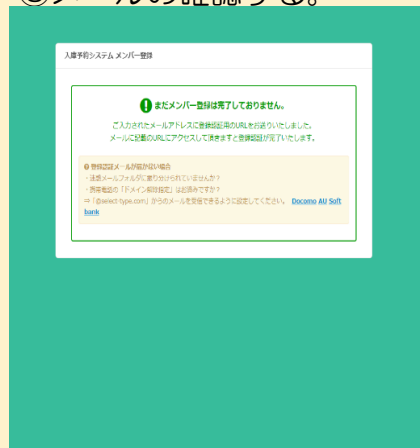 ②メールの確認する。
入庫予約システム メンバー登録
まだメンバー登録は完了しておりません。
ご入力されたメールアドレスに登録認証用のURLをお送りいたしました。
メールに記載のURLにアクセスして頂きますと登録認証が完了いたします。
登録認証メールが届かない場合
・迷惑メールフォルダに振り分けられていませんか？
・携帯電話の「ドメイン解除指定」はお済みですか？
⇒「@select-type.com」からのメールを受信できるように設定してください。 Docomo AU Soft
bank